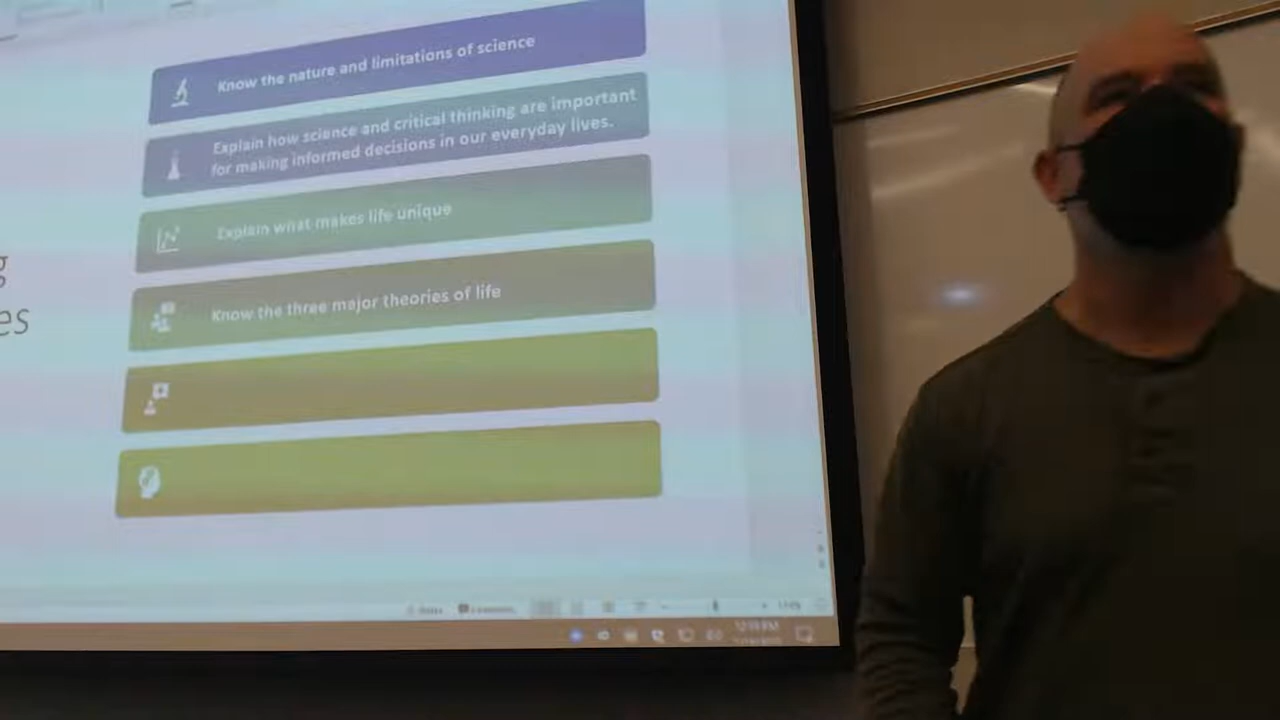 Know the nature and limitations of science
Explain how science and critical thinking are important
for making informed decisions in our everyday lives.
Explain what makes life unique
g
Know the three major theories of life
es